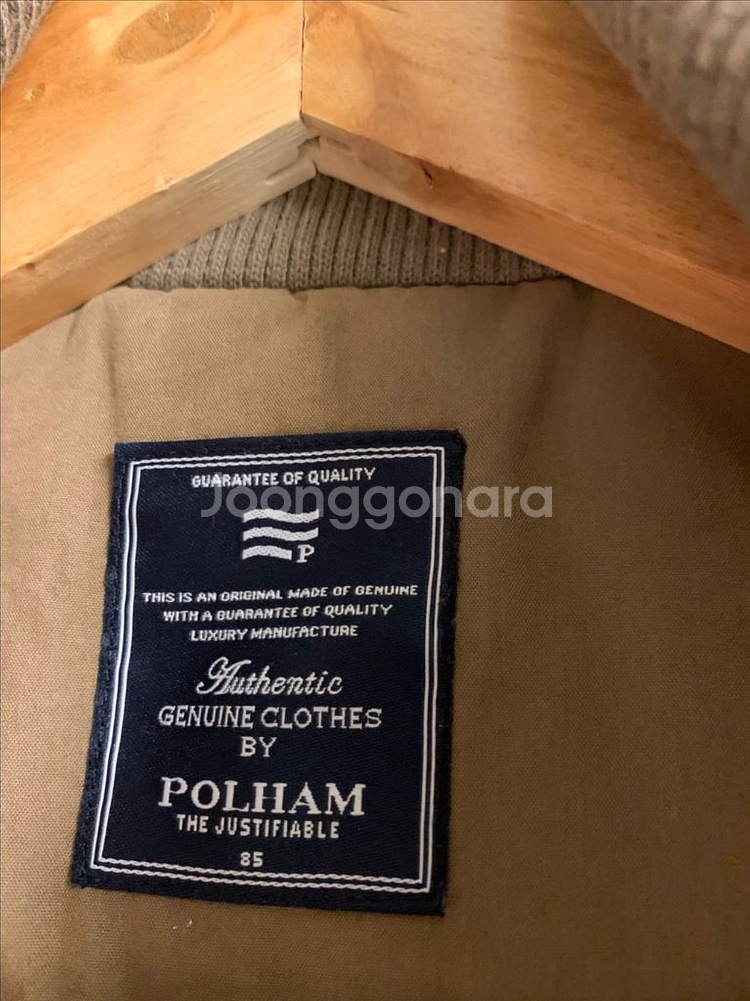 GUARANTEE OF QUALITY
Joonggonara
P
THIS IS AN ORIGINAL MADE OF GENUINE
WITH A GUARANTEE OF QUALITY
LUXURY MANUFACTURE
Authentic
GENUINE CLOTHES
BY
POLHAM
THE JUSTIFIABLE
85